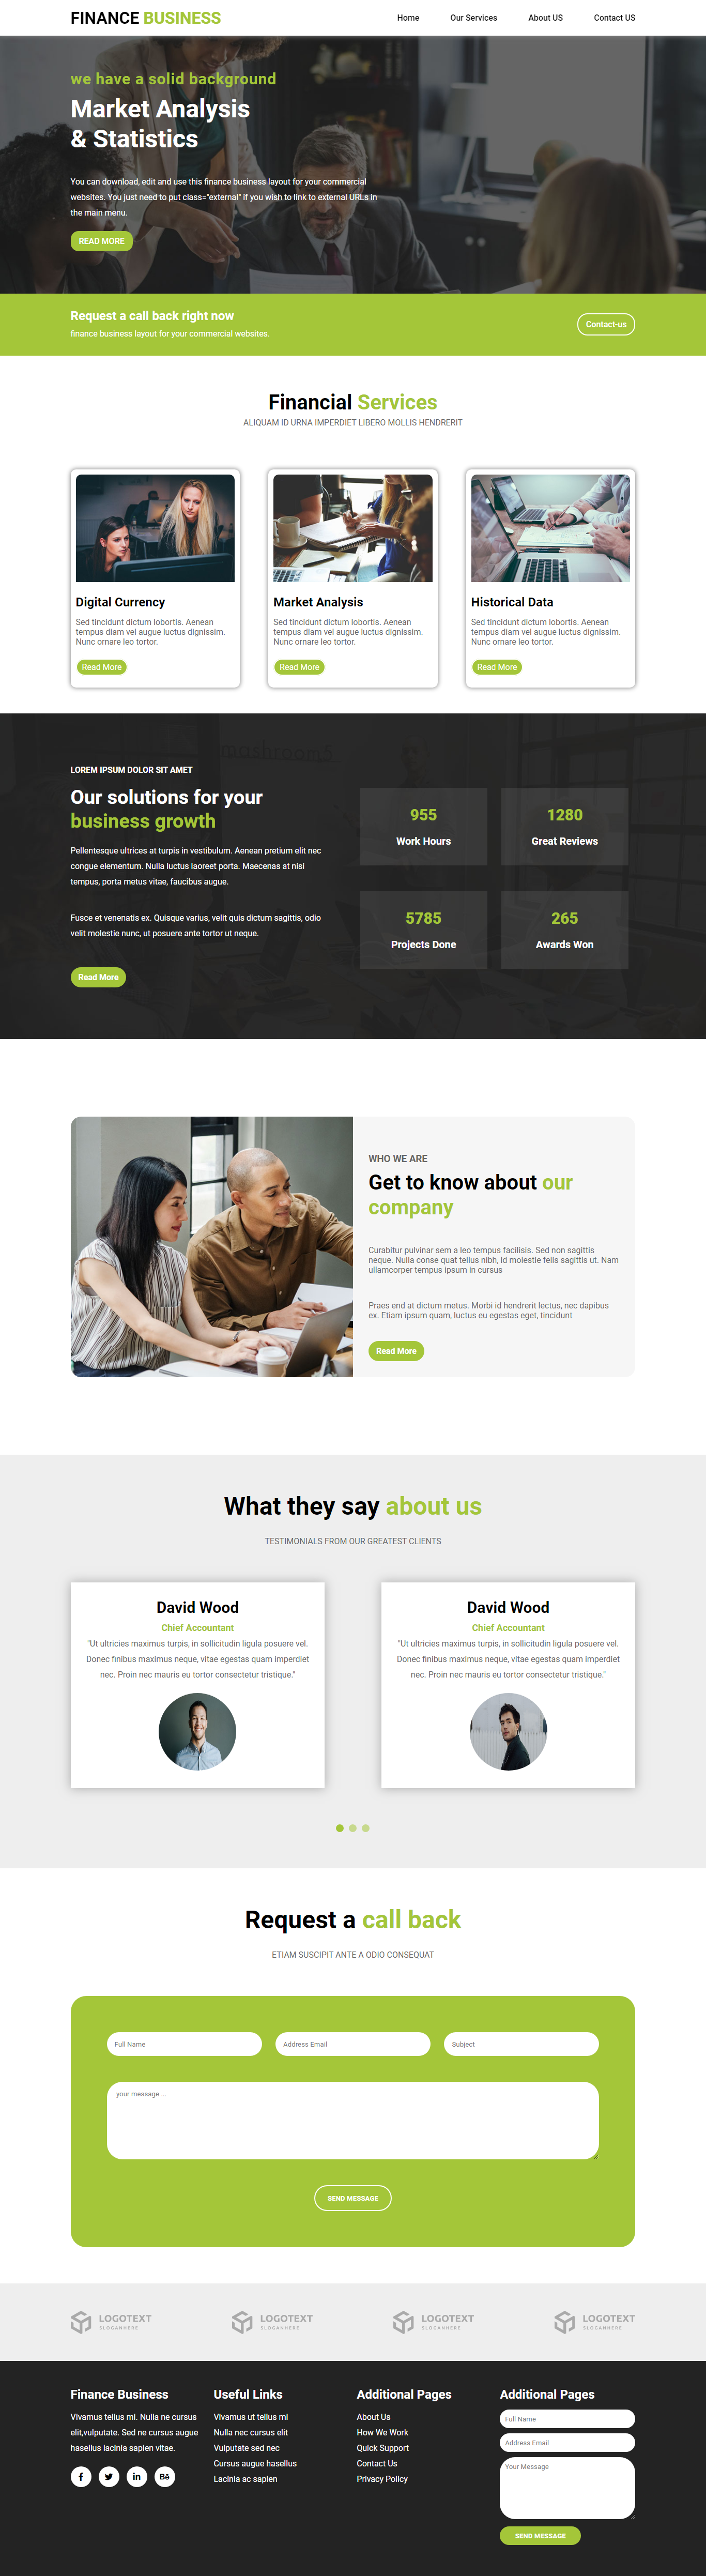 FINANCE BUSINESS
Home
Our Services
About US
Contact US
we have a solid background
Market Analysis
& Statistics
You can download, edit and use this finance business layout for your commercial
websites. You just need to put class="external" if you wish to link to external URLs in
the main menu.
READ MORE
Request a call back right now
finance business layout for your commercial websites.
Contact-us
Financial Services
ALIQUAM ID URNA IMPERDIET LIBERO MOLLIS HENDRERIT
Digital Currency
Sed tincidunt dictum lobortis. Aenean
tempus diam vel augue luctus dignissim.
Nunc ornare leo tortor.
Read More
Market Analysis
Sed tincidunt dictum lobortis. Aenean
tempus diam vel augue luctus dignissim.
Nunc ornare leo tortor.
Read More
Historical Data
Sed tincidunt dictum lobortis. Aenean
tempus diam vel augue luctus dignissim.
Nunc ornare leo tortor.
Read More
mashroom5
LOREM IPSUM DOLOR SIT AMET
Our solutions for your
business growth
Pellentesque ultrices at turpis in vestibulum. Aenean pretium elit nec
congue elementum. Nulla luctus laoreet porta. Maecenas at nisi
tempus, porta metus vitae, faucibus augue.
Fusce et venenatis ex. Quisque varius, velit quis dictum sagittis, odio
velit molestie nunc, ut posuere ante tortor ut neque.
Read More
955
Work Hours
1280
Great Reviews
5785
Projects Done
265
Awards Won
WHO WE ARE
Get to know about our
company
Curabitur pulvinar sem a leo tempus facilisis. Sed non sagittis
neque. Nulla conse quat tellus nibh, id molestie felis sagittis ut. Nam
ullamcorper tempus ipsum in cursus
Praes end at dictum metus. Morbi id hendrerit lectus, nec dapibus
ex. Etiam ipsum quam, luctus eu egestas eget, tincidunt
Read More
What they say about us
TESTIMONIALS FROM OUR GREATEST CLIENTS
David Wood
Chief Accountant
"Ut ultricies maximus turpis, in sollicitudin ligula posuere vel.
Donec finibus maximus neque, vitae egestas quam imperdiet
nec. Proin nec mauris eu tortor consectetur tristique."
David Wood
Chief Accountant
"Ut ultricies maximus turpis, in sollicitudin ligula posuere vel.
Donec finibus maximus neque, vitae egestas quam imperdiet
nec. Proin nec mauris eu tortor consectetur tristique."
Request a call back
ETIAM SUSCIPIT ANTE A ODIO CONSEQUAT
Full Name
Address Email
Subject
your message ...
SEND MESSAGE
LOGOTEXT
SLOGANHERE
LOGOTEXT
SLOGANHERE
LOGOTEXT
SLOGANHERE
LOGOTEXT
SLOGANHERE
Finance Business
Vivamus tellus mi. Nulla ne cursus
elit,vulputate. Sed ne cursus augue
hasellus lacinia sapien vitae.
Useful Links
Vivamus ut tellus mi
Nulla nec cursus elit
Vulputate sed nec
Cursus augue hasellus
Lacinia ac sapien
Additional Pages
About Us
How We Work
Quick Support
Contact Us
Privacy Policy
Additional Pages
Full Name
Address Email
Your Message
SEND MESSAGE